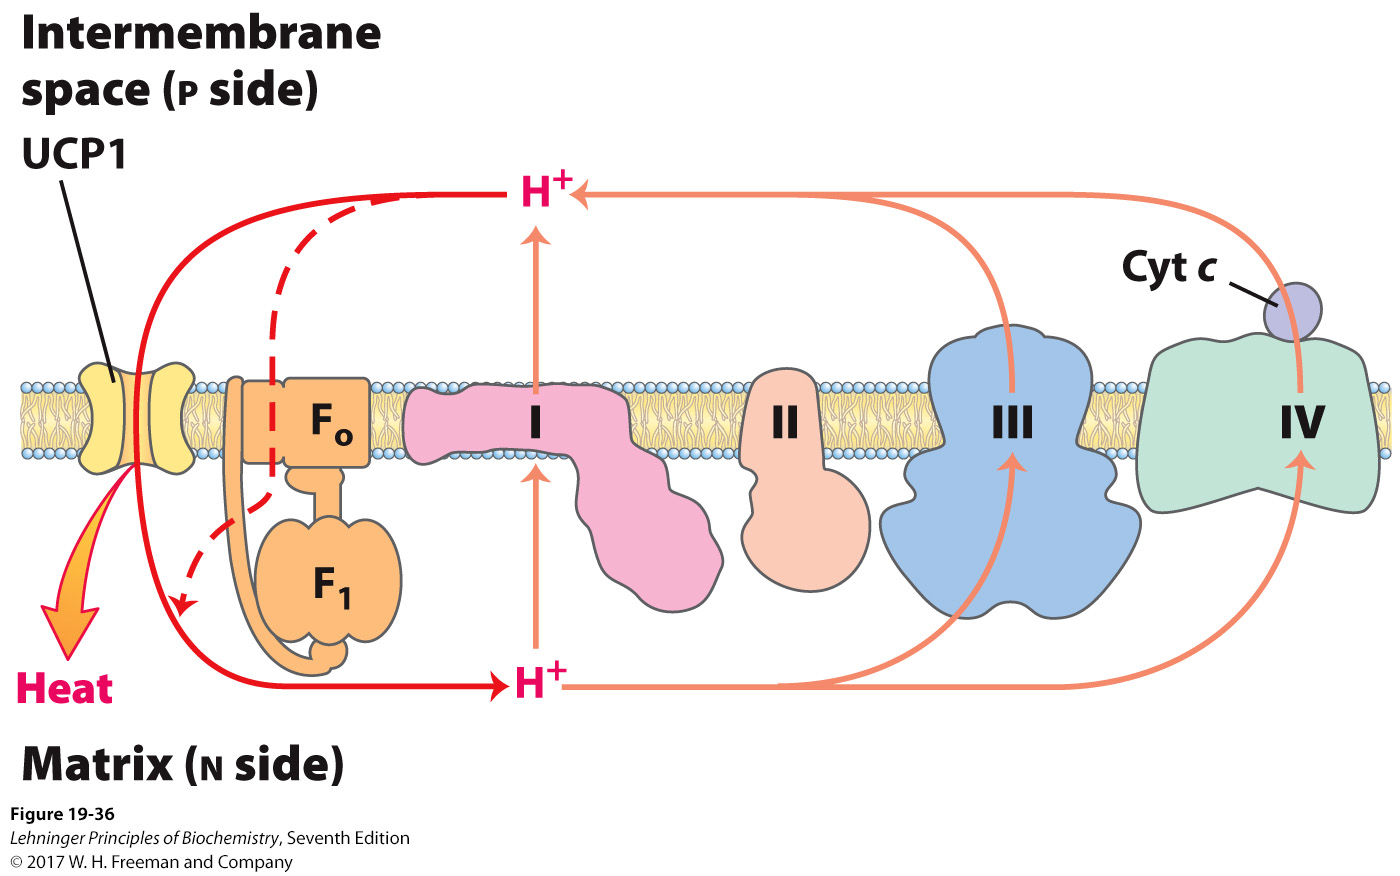 Intermembrane
space (P side)
UCP1
H+
Cyt c
Fo
I
II
III
IV
F1
Heat
H+
Matrix (N side)
Figure 19-36
Lehninger Principles of Biochemistry, Seventh Edition
© 2017 W. H. Freeman and Company